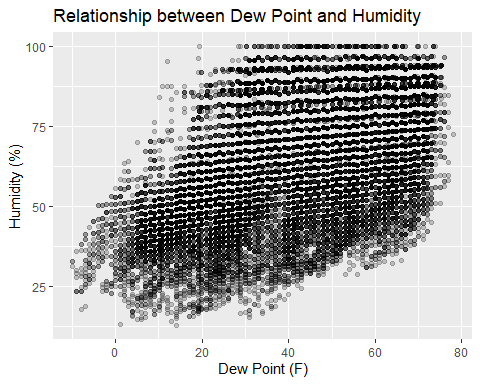 Relationship between Dew Point and Humidity
Humidity (%)
100
75
50
25
0 20 40 60 80
Dew Point (F)